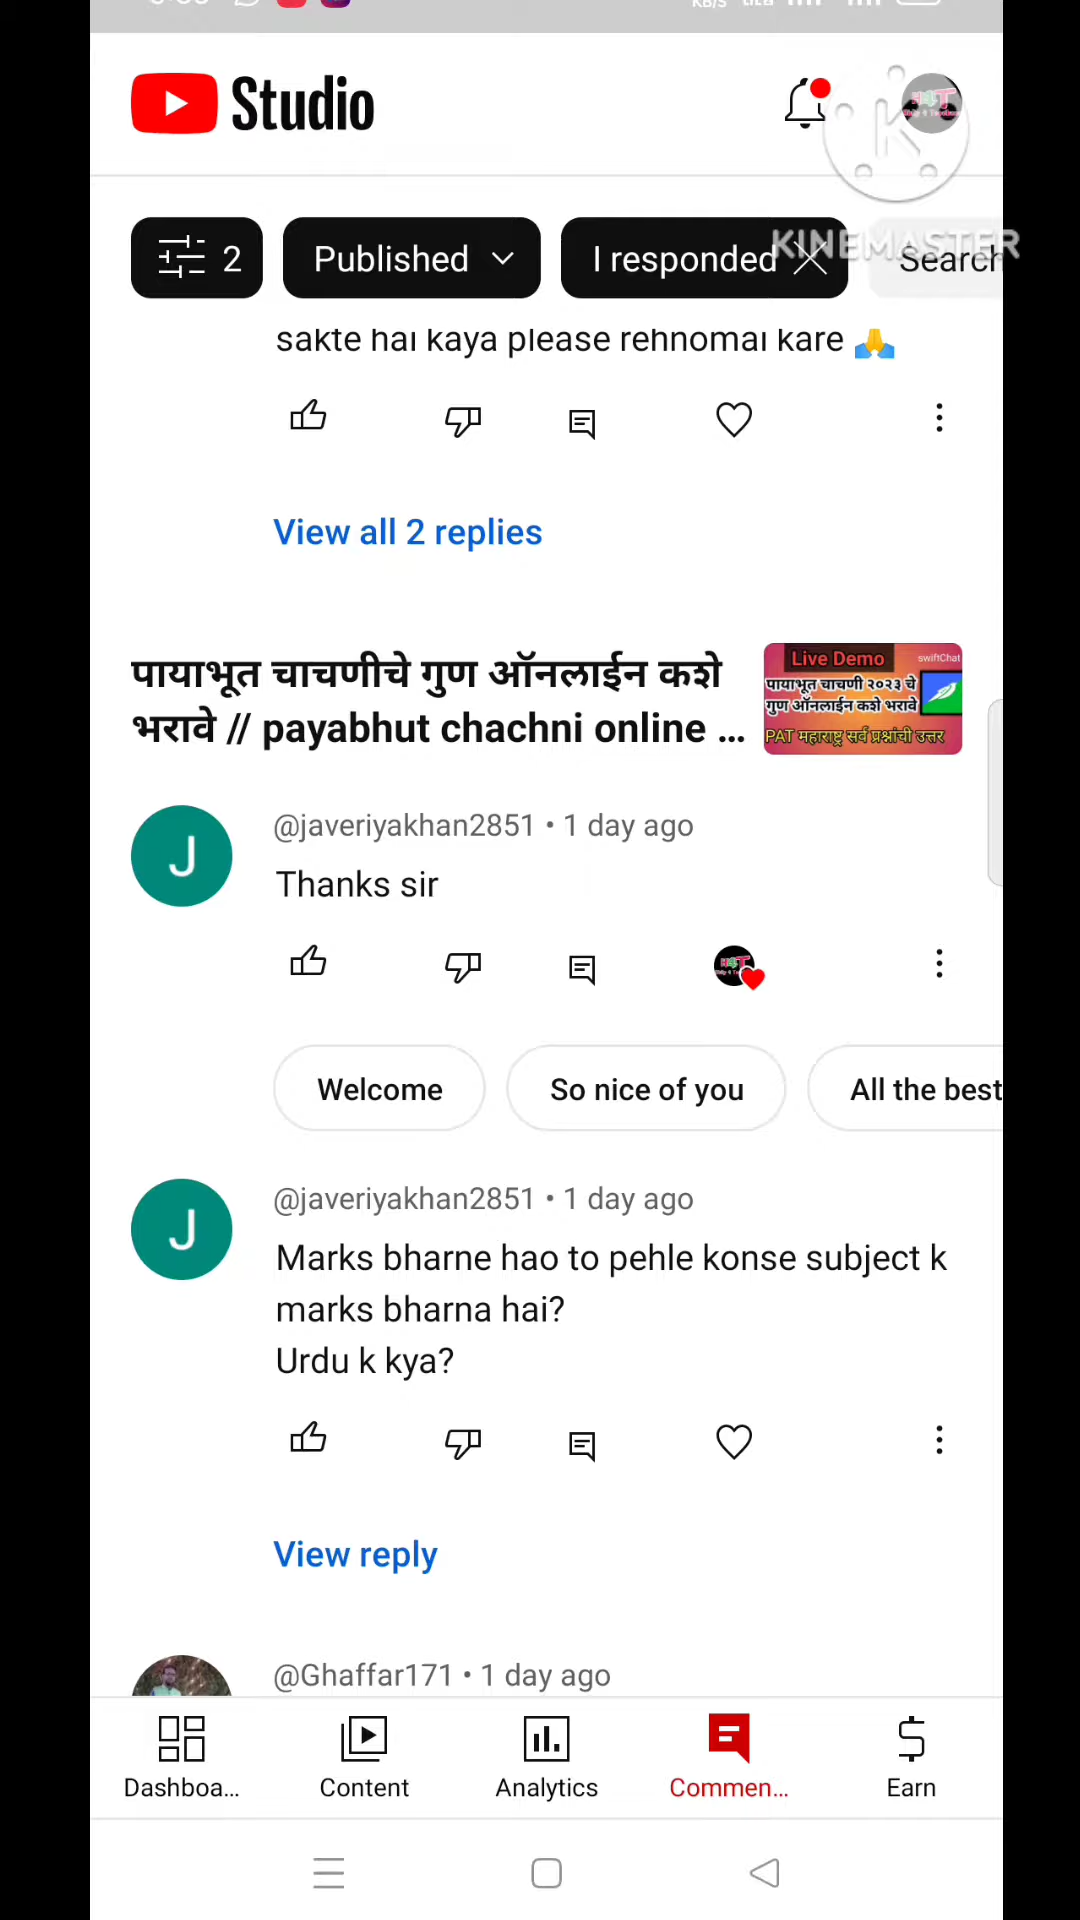 KB/S
Studio
2
Published
I responded
Search
KINEMASTER
sakte hai kaya please rehnomai kare 🙏
View all 2 replies
पायाभूत चाचणीचे गुण ऑनलाईन कशे
भरावे // payabhut chachni online ...
Live Demo
swiftChat
पायाभूत चाचणी २०२३ चे
गुण ऑनलाईन कशे भरावे
PAT महाराष्ट्र सर्व प्रश्नांची उत्तर
J
@javeriyakhan2851 • 1 day ago
Thanks sir
Welcome
So nice of you
All the best
J
@javeriyakhan2851 • 1 day ago
Marks bharne hao to pehle konse subject k
marks bharna hai?
Urdu k kya?
View reply
@Ghaffar171 • 1 day ago
Dashboa...
Content
Analytics
Commen...
Earn